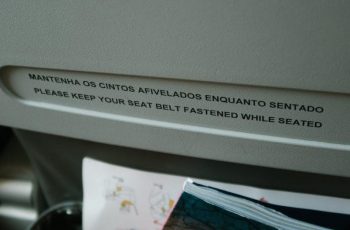 MANTENHA OS CINTOS AFIVELADOS ENQUANTO SENTADO
PLEASE KEEP YOUR SEAT BELT FASTENED WHILE SEATED